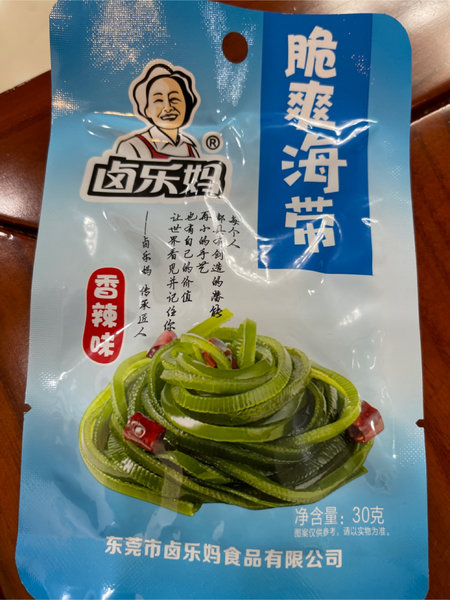 脆爽海带
®
卤乐妈
每个人
都具有创造的潜能
再小的手艺
也有自己的价值
让世界看见并记住你
——卤乐妈 传承匠人
香辣味
净含量：30克
图案仅供参考，请以实物为准。
东莞市卤乐妈食品有限公司